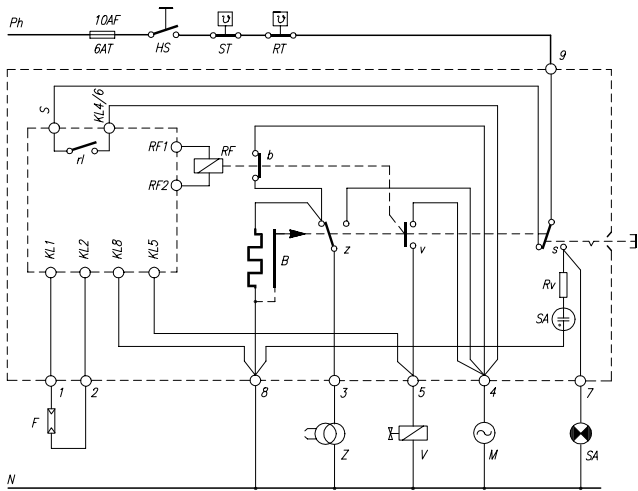 Ph
10AF
6AT
HS
ϑ
ST
ϑ
RT
9
S
KL4/6
rl
RF1
RF
RF2
b
KL1
KL2
KL8
KL5
B
z
v
s
Rv
SA
1
2
8
3
5
4
7
F
Z
V
M
SA
N